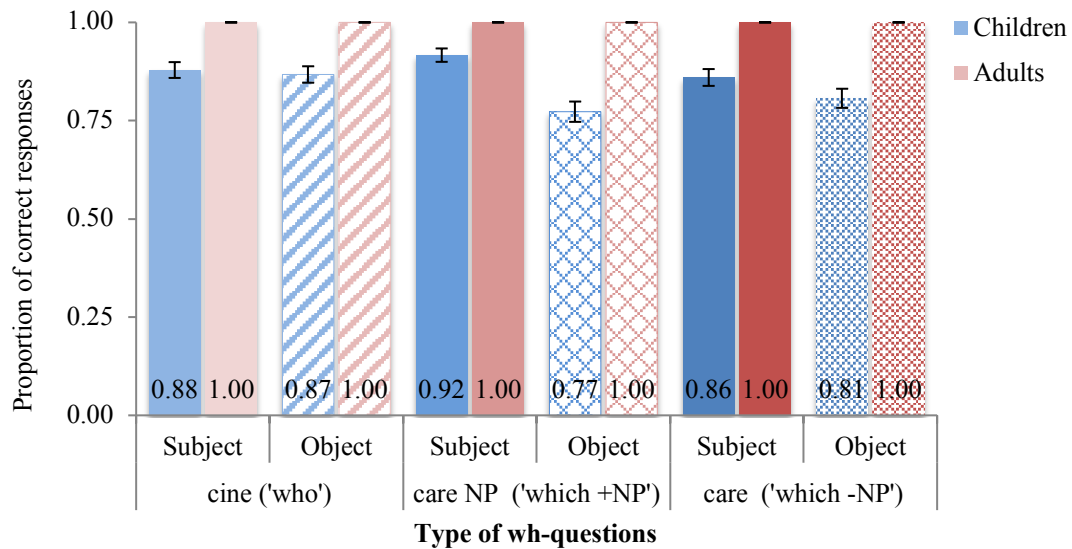 1.00
0.75
0.50
0.25
0.00
Proportion of correct responses
Children
Adults
0.88 1.00 0.87 1.00 0.92 1.00 0.77 1.00 0.86 1.00 0.81 1.00
Subject Object Subject Object Subject Object
cine ('who') care NP ('which +NP') care ('which -NP')
Type of wh-questions